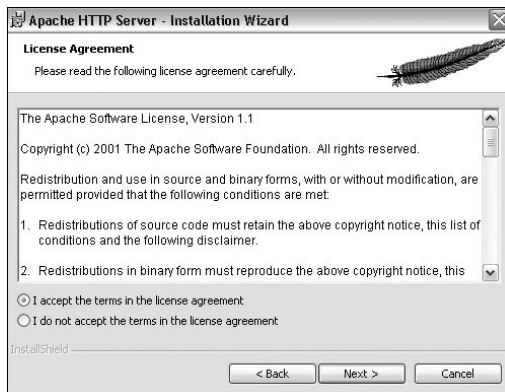 Apache HTTP Server - Installation Wizard
License Agreement
Please read the following license agreement carefully.
The Apache Software License, Version 1.1
Copyright (c) 2001 The Apache Software Foundation. All rights reserved.
Redistribution and use in source and binary forms, with or without modification, are
permitted provided that the following conditions are met:
1. Redistributions of source code must retain the above copyright notice, this list of
conditions and the following disclaimer.
2. Redistributions in binary form must reproduce the above copyright notice, this
I accept the terms in the license agreement
I do not accept the terms in the license agreement
InstallShield
< Back Next > Cancel